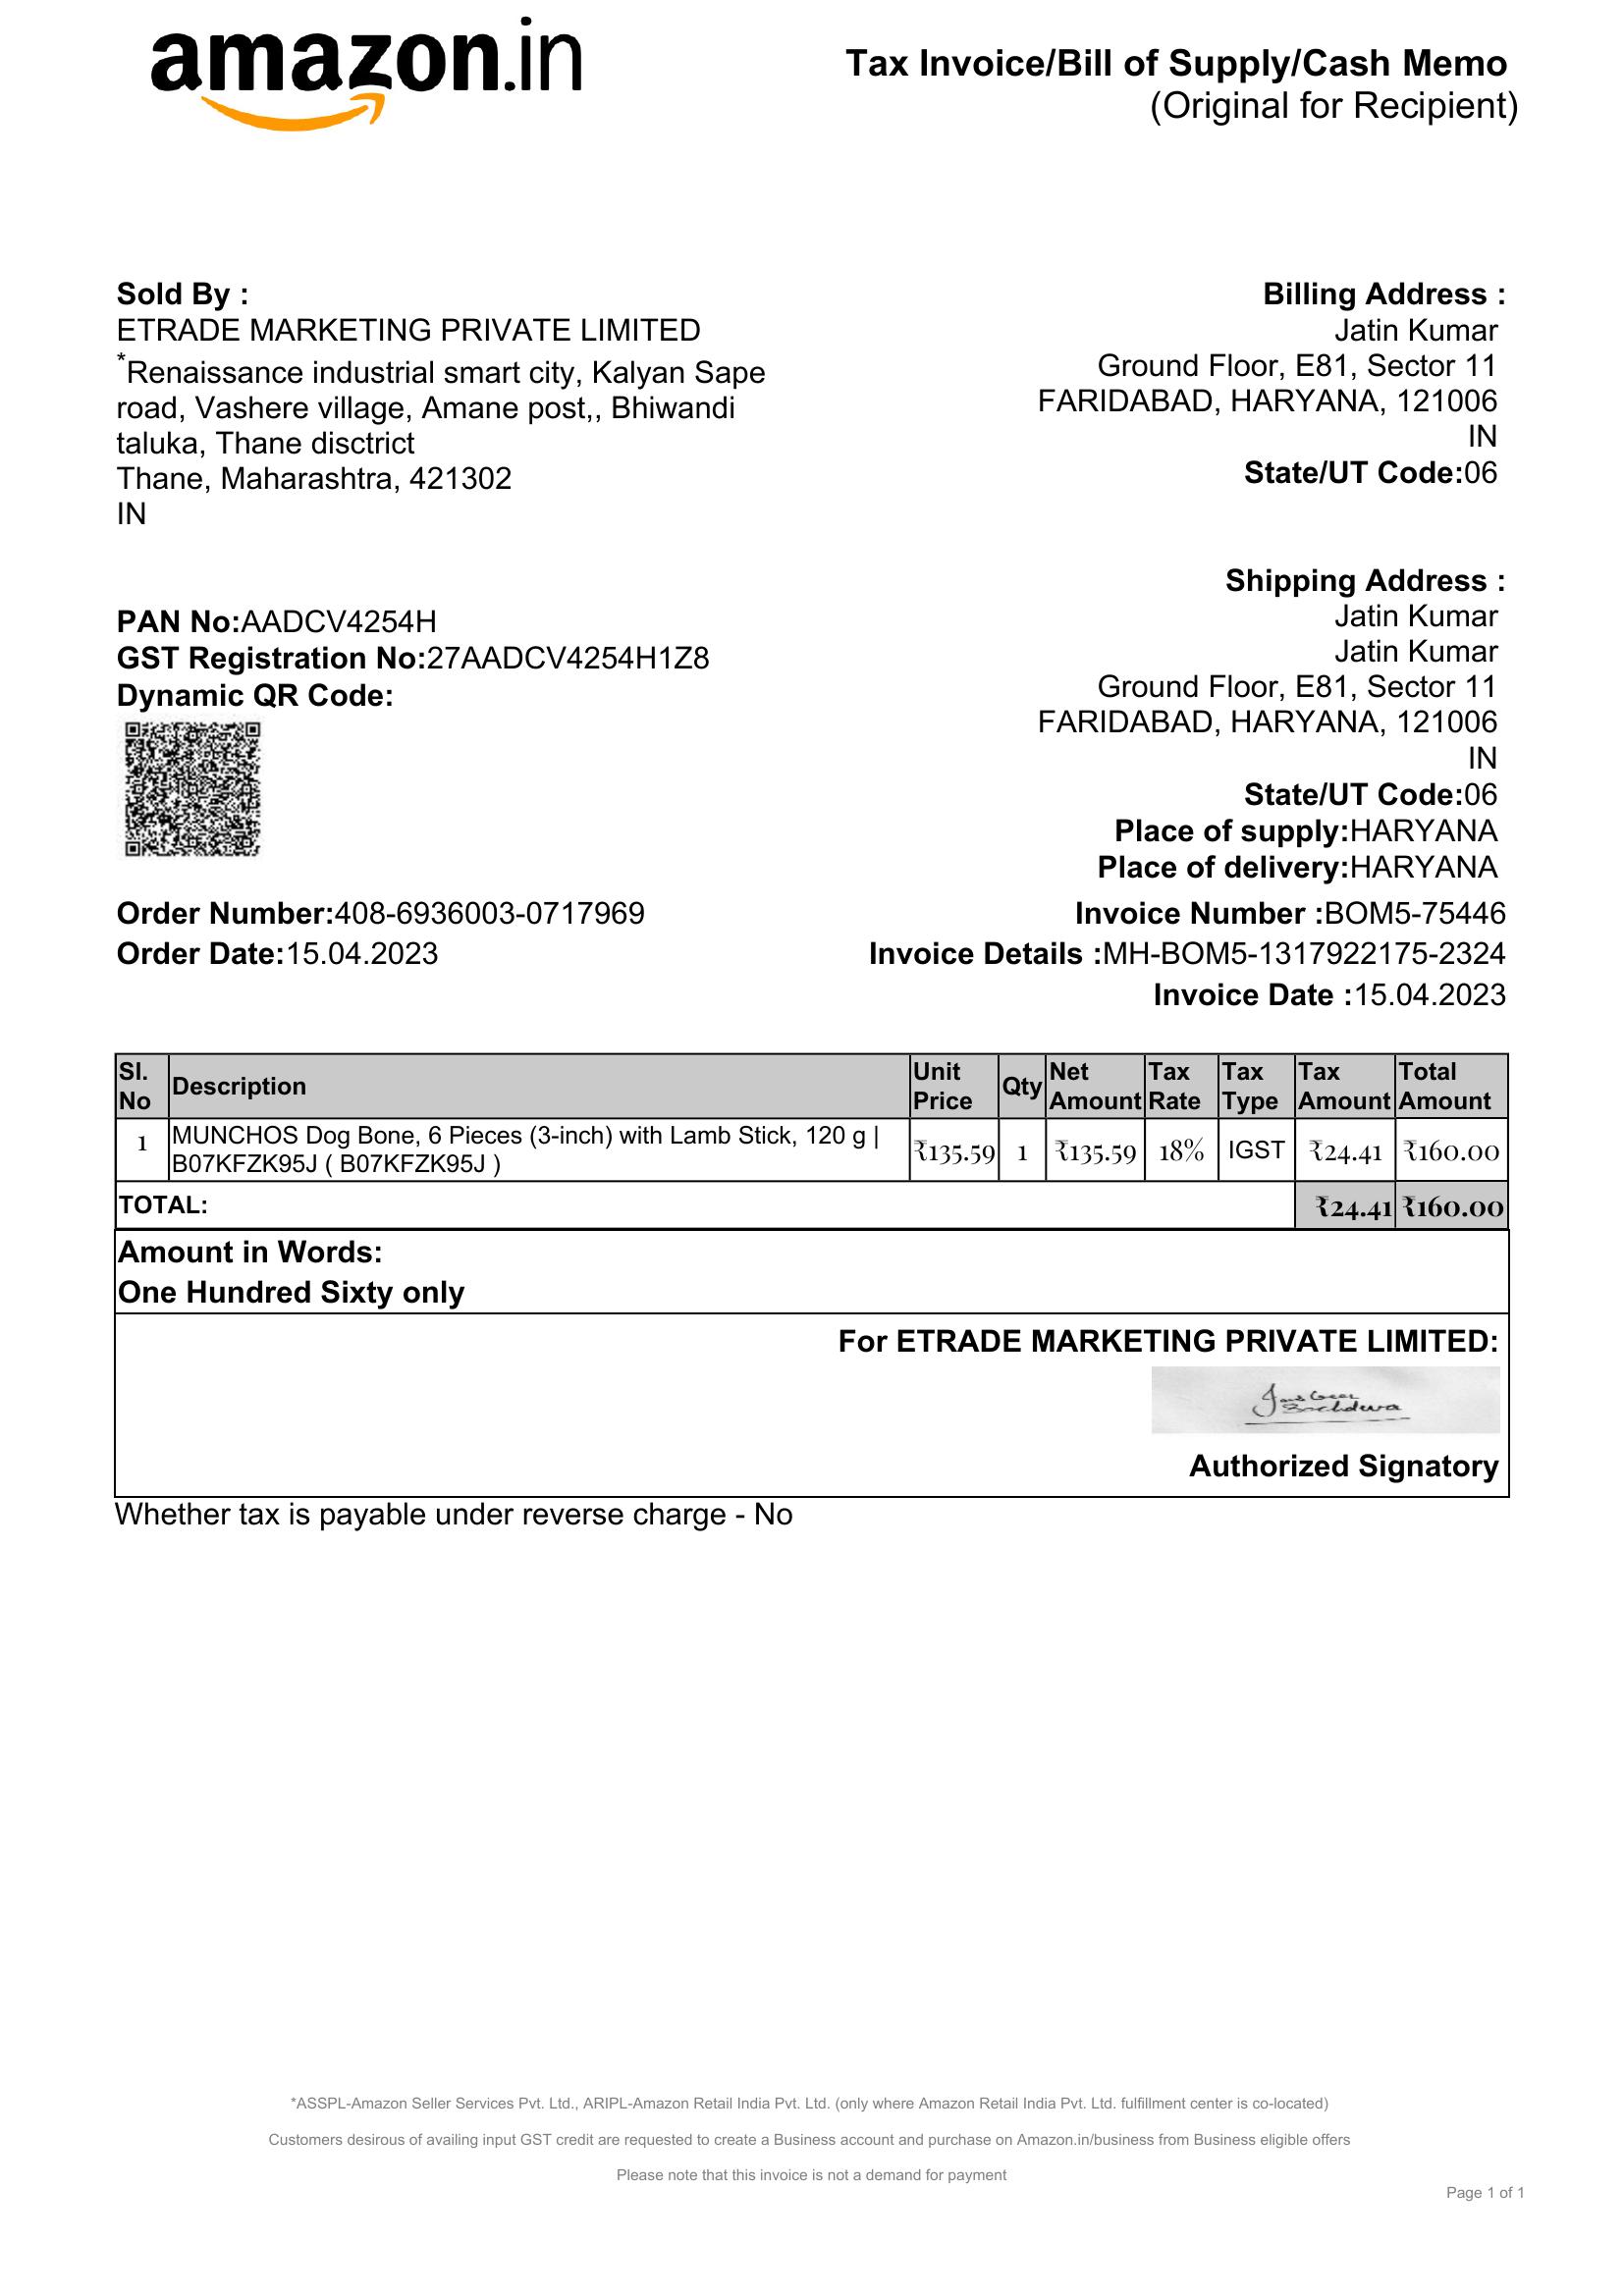 amazon.in
Tax Invoice/Bill of Supply/Cash Memo
(Original for Recipient)
Sold By :
ETRADE MARKETING PRIVATE LIMITED
*Renaissance industrial smart city, Kalyan Sape
road, Vashere village, Amane post,, Bhiwandi
taluka, Thane disctrict
Thane, Maharashtra, 421302
IN
PAN No:AADCV4254H
GST Registration No:27AADCV4254H1Z8
Dynamic QR Code:
Billing Address :
Jatin Kumar
Ground Floor, E81, Sector 11
FARIDABAD, HARYANA, 121006
IN
State/UT Code:06
Shipping Address :
Jatin Kumar
Jatin Kumar
Ground Floor, E81, Sector 11
FARIDABAD, HARYANA, 121006
IN
State/UT Code:06
Place of supply:HARYANA
Place of delivery:HARYANA
Order Number:408-6936003-0717969
Order Date:15.04.2023
Invoice Number :BOM5-75446
Invoice Details :MH-BOM5-1317922175-2324
Invoice Date :15.04.2023
Sl. No Description Unit Price Qty Net Amount Tax Rate Tax Type Tax Amount Total Amount
1 MUNCHOS Dog Bone, 6 Pieces (3-inch) with Lamb Stick, 120 g |
B07KFZK95J ( B07KFZK95J ) ₹135.59 1 ₹135.59 18% IGST ₹24.41 ₹160.00
TOTAL: ₹24.41 ₹160.00
Amount in Words:
One Hundred Sixty only
For ETRADE MARKETING PRIVATE LIMITED:
Authorized Signatory
Whether tax is payable under reverse charge - No
*ASSPL-Amazon Seller Services Pvt. Ltd., ARIPL-Amazon Retail India Pvt. Ltd. (only where Amazon Retail India Pvt. Ltd. fulfillment center is co-located)
Customers desirous of availing input GST credit are requested to create a Business account and purchase on Amazon.in/business from Business eligible offers
Please note that this invoice is not a demand for payment
Page 1 of 1